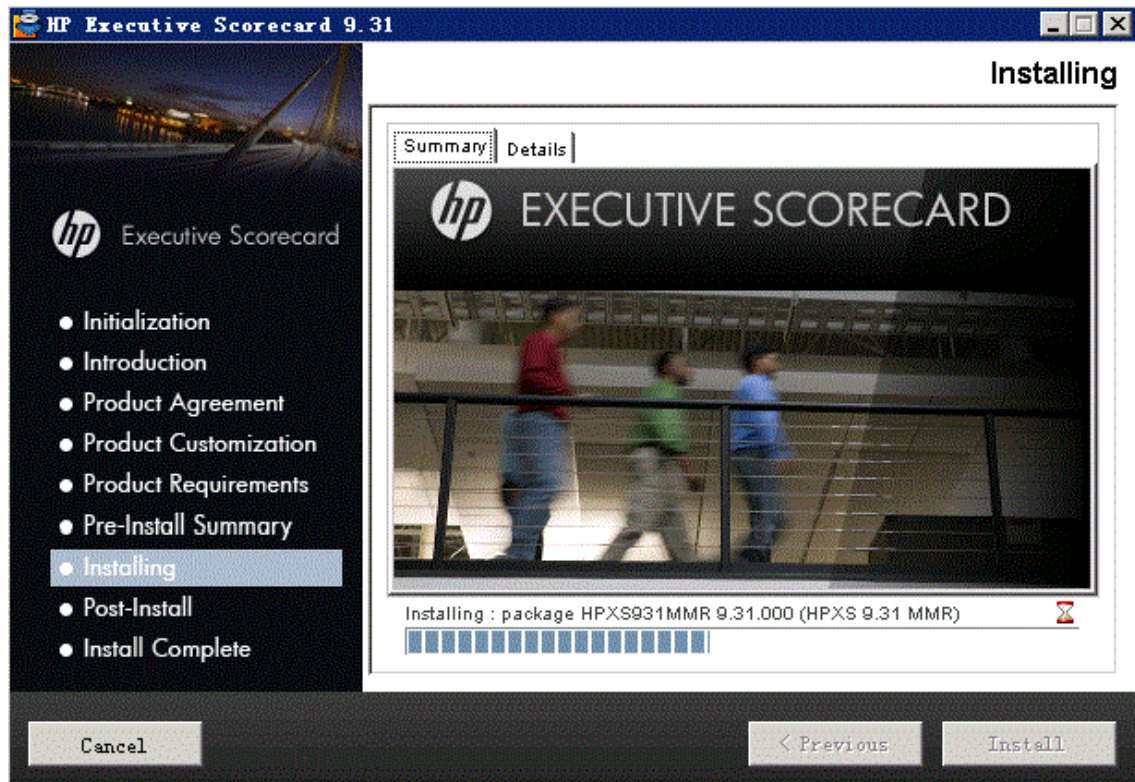 HP Executive Scorecard 9.31
Installing
hp Executive Scorecard
Initialization
Introduction
Product Agreement
Product Customization
Product Requirements
Pre-Install Summary
Installing
Post-Install
Install Complete
Summary Details
hp EXECUTIVE SCORECARD
Installing : package HPXS931MMR 9.31.000 (HPXS 9.31 MMR)
Cancel
< Previous
Install